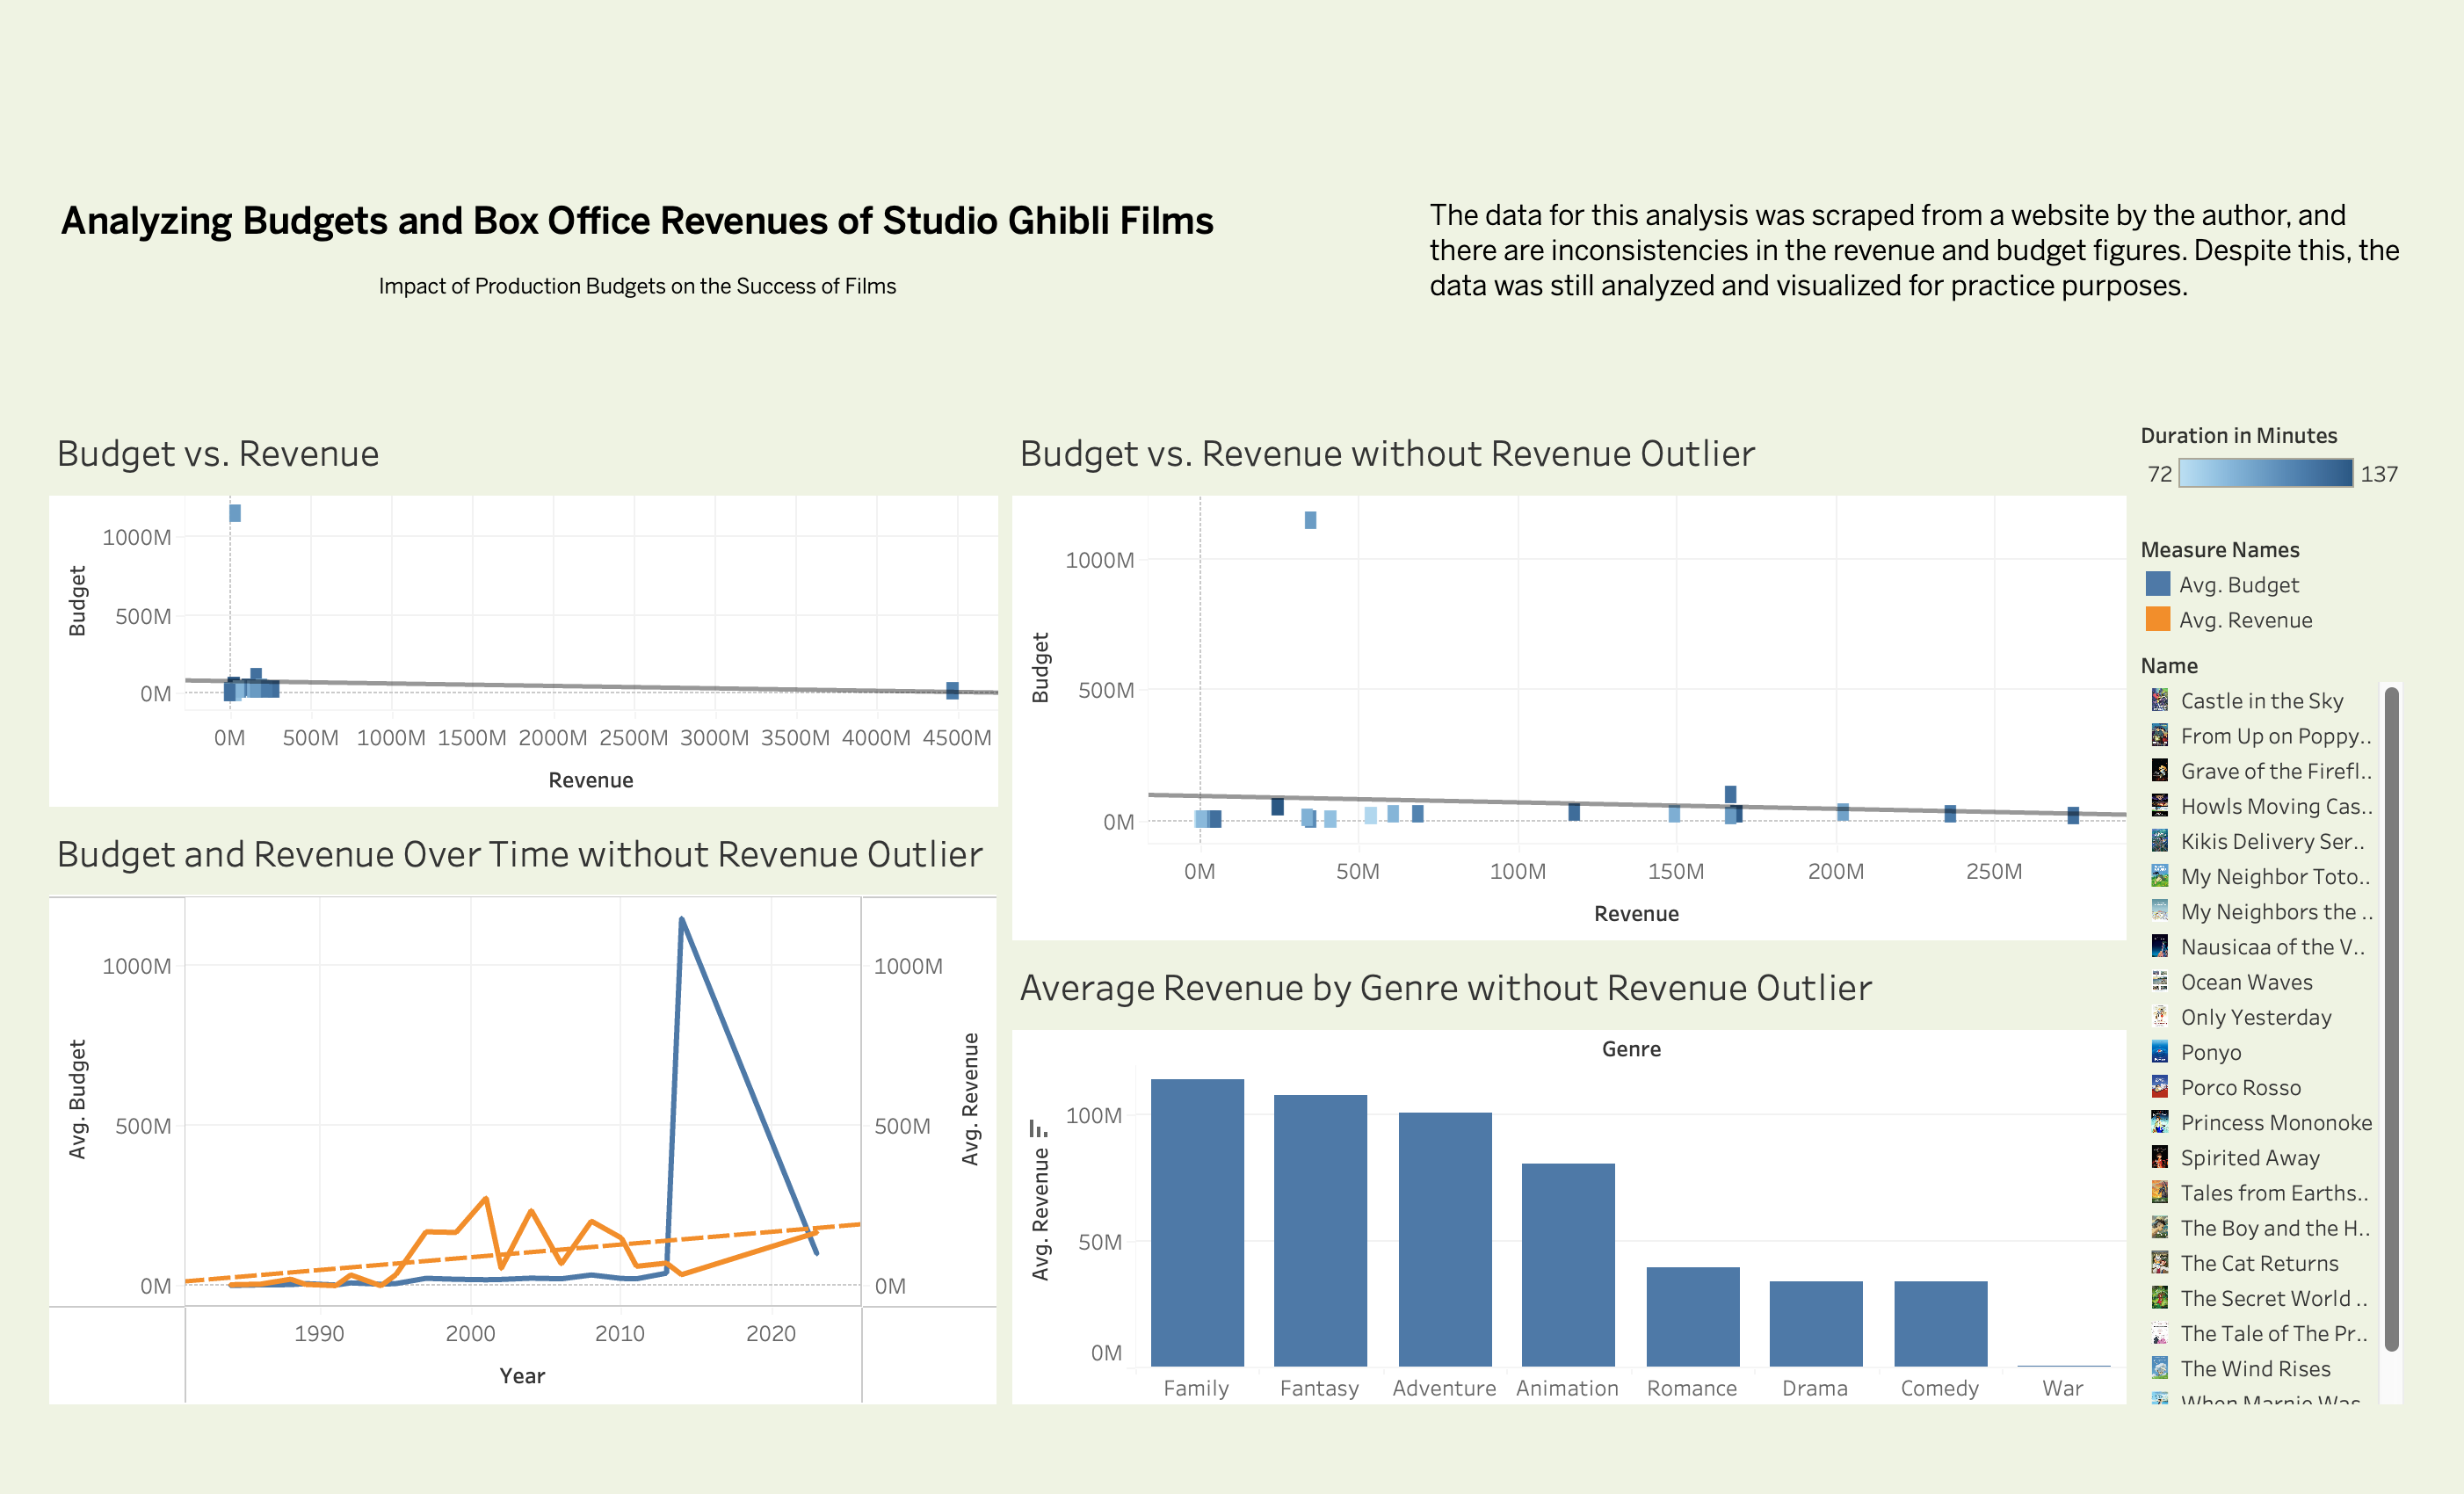 Analyzing Budgets and Box Office Revenues of Studio Ghibli Films
Impact of Production Budgets on the Success of Films
The data for this analysis was scraped from a website by the author, and
there are inconsistencies in the revenue and budget figures. Despite this, the
data was still analyzed and visualized for practice purposes.
Budget vs. Revenue
Budget
1000M
500M
0M
0M 500M 1000M 1500M 2000M 2500M 3000M 3500M 4000M 4500M
Revenue
Budget vs. Revenue without Revenue Outlier
Budget
1000M
500M
0M
0M 50M 100M 150M 200M 250M
Revenue
Budget and Revenue Over Time without Revenue Outlier
Avg. Budget
1000M
500M
0M
1000M
500M
0M
Avg. Revenue
1990 2000 2010 2020
Year
Average Revenue by Genre without Revenue Outlier
Genre
Avg. Revenue
100M
50M
0M
Family Fantasy Adventure Animation Romance Drama Comedy War
Duration in Minutes
72 137
Measure Names
Avg. Budget
Avg. Revenue
Name
Castle in the Sky
From Up on Poppy..
Grave of the Firefl..
Howls Moving Cas..
Kikis Delivery Ser..
My Neighbor Toto..
My Neighbors the ..
Nausicaa of the V..
Ocean Waves
Only Yesterday
Ponyo
Porco Rosso
Princess Mononoke
Spirited Away
Tales from Earths..
The Boy and the H..
The Cat Returns
The Secret World ..
The Tale of The Pr..
The Wind Rises
When Marnie Was